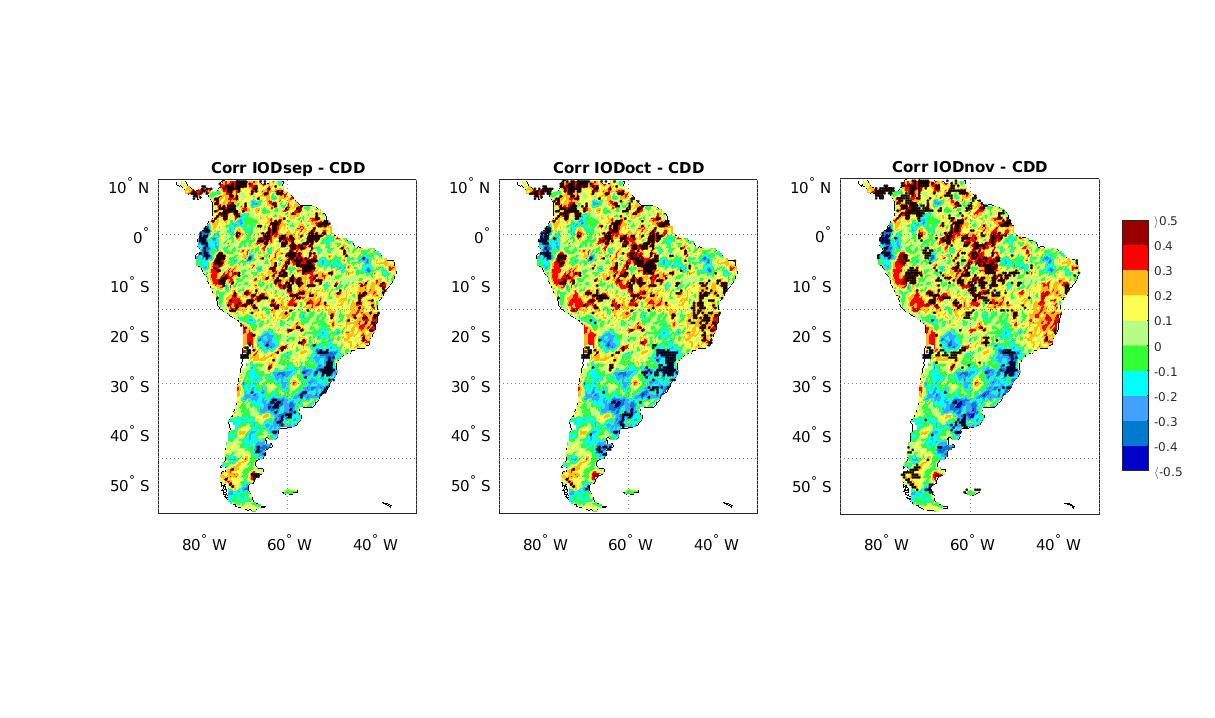 Corr IODsep - CDD
10° N
0°
10° S
20° S
30° S
40° S
50° S
80° W 60° W 40° W
Corr IODoct - CDD
10° N
0°
10° S
20° S
30° S
40° S
50° S
80° W 60° W 40° W
Corr IODnov - CDD
10° N
0°
10° S
20° S
30° S
40° S
50° S
80° W 60° W 40° W
⟩0.5
0.4
0.3
0.2
0.1
0
-0.1
-0.2
-0.3
-0.4
⟨-0.5